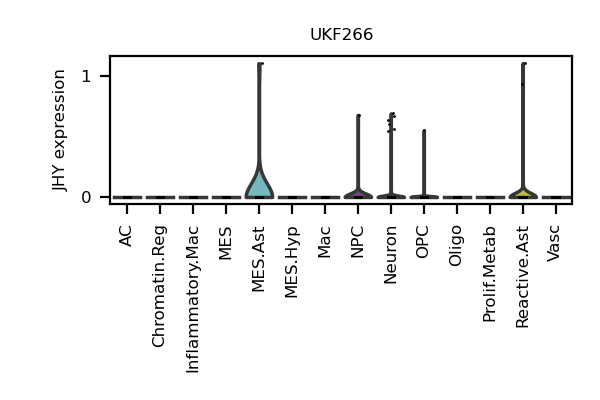 UKF266
JHY expression
1
0
AC
Chromatin.Reg
Inflammatory.Mac
MES
MES.Ast
MES.Hyp
Mac
NPC
Neuron
OPC
Oligo
Prolif.Metab
Reactive.Ast
Vasc